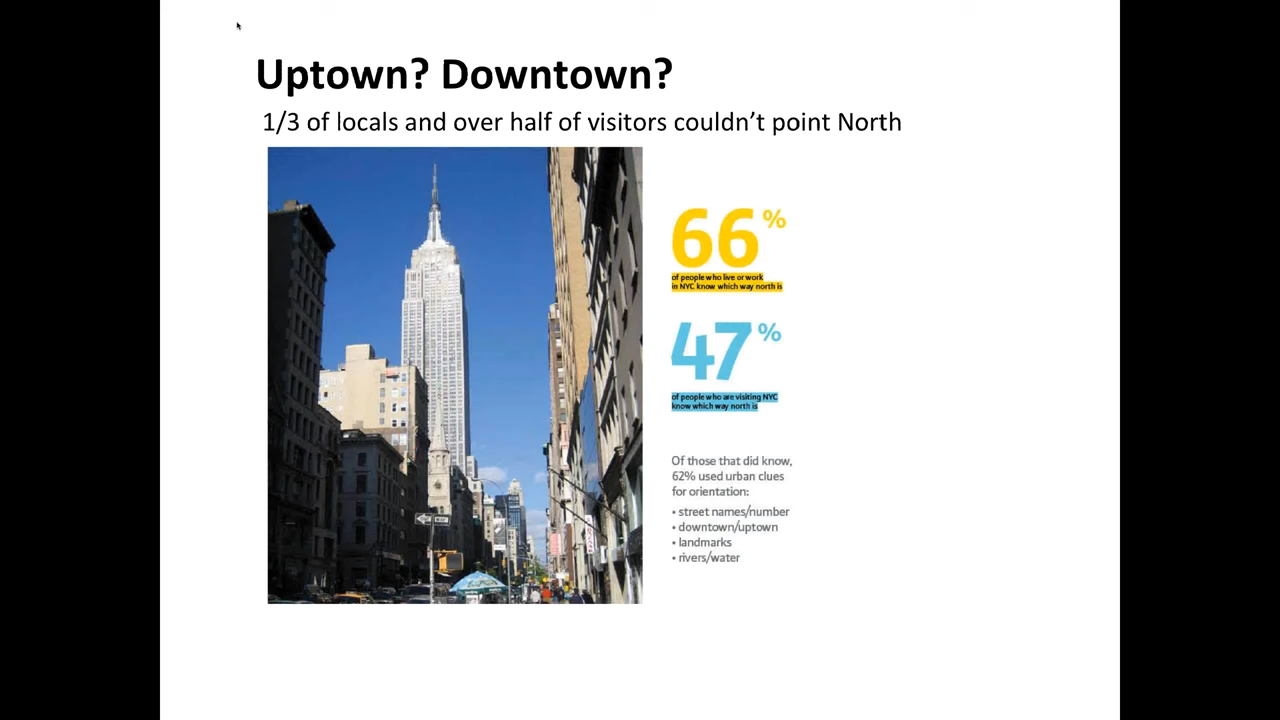 Uptown? Downtown?
1/3 of locals and over half of visitors couldn’t point North
66%
of people who live or work
in NYC know which way north is
47%
of people who are visiting NYC
know which way north is
Of those that did know,
62% used urban clues
for orientation:
• street names/number
• downtown/uptown
• landmarks
• rivers/water